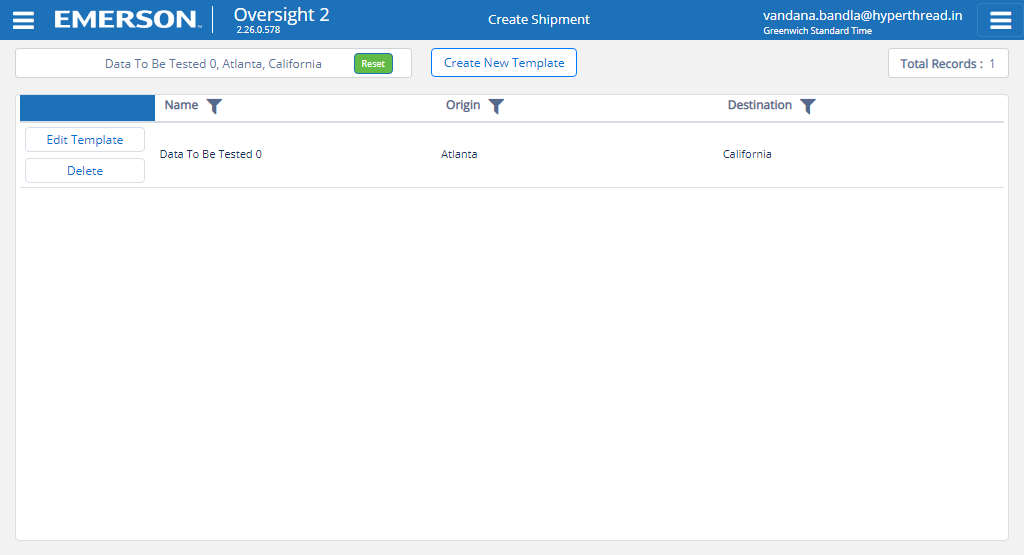 EMERSON
Oversight 2
2.26.0.578
Create Shipment
vandana.bandla@hyperthread.in
Greenwich Standard Time
Data To Be Tested 0, Atlanta, California
Reset
Create New Template
Total Records : 1
Name
Origin
Destination
Edit Template
Delete
Data To Be Tested 0
Atlanta
California